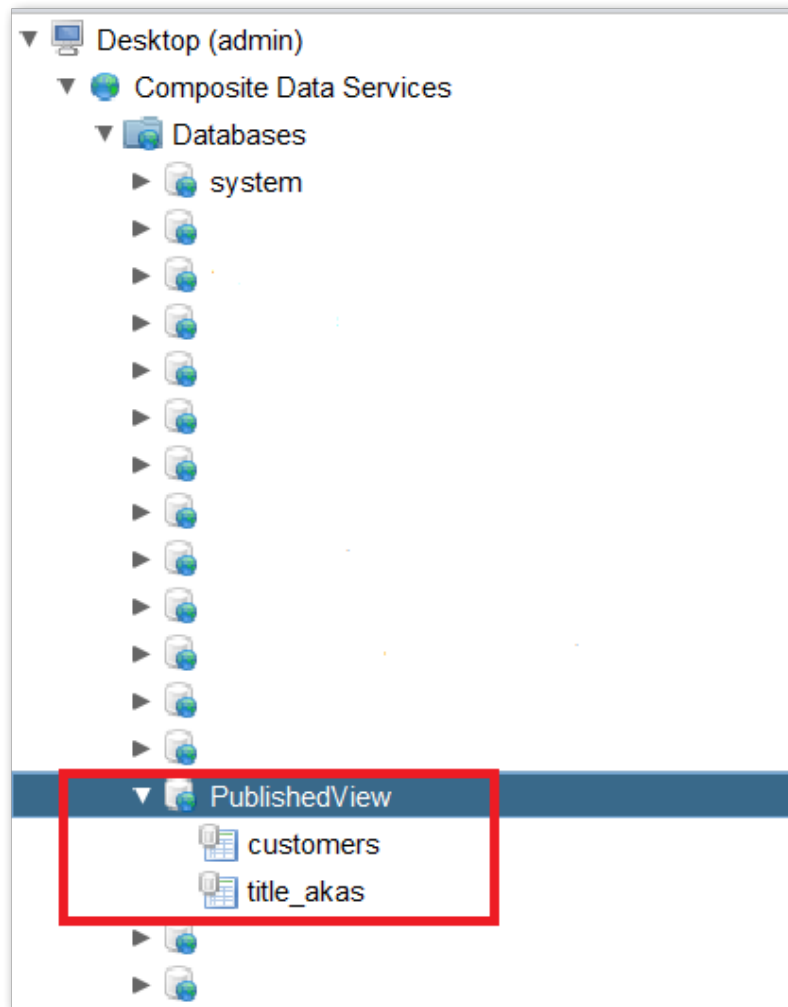 Desktop (admin)
Composite Data Services
Databases
system
PublishedView
customers
title_akas